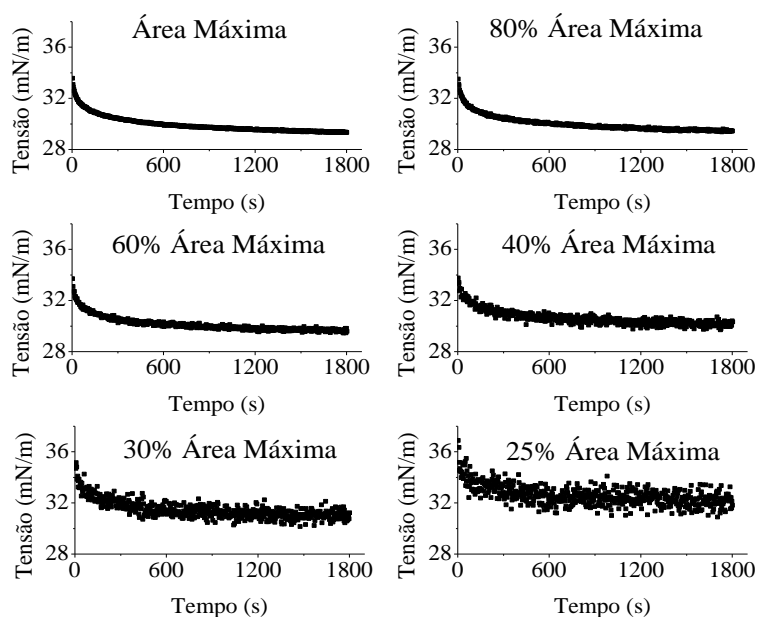 Área Máxima
Tensão (mN/m)
36
32
28
0 600 1200 1800
Tempo (s)
80% Área Máxima
Tensão (mN/m)
36
32
28
0 600 1200 1800
Tempo (s)
60% Área Máxima
Tensão (mN/m)
36
32
28
0 600 1200 1800
Tempo (s)
40% Área Máxima
Tensão (mN/m)
36
32
28
0 600 1200 1800
Tempo (s)
30% Área Máxima
Tensão (mN/m)
36
32
28
0 600 1200 1800
Tempo (s)
25% Área Máxima
Tensão (mN/m)
36
32
28
0 600 1200 1800
Tempo (s)